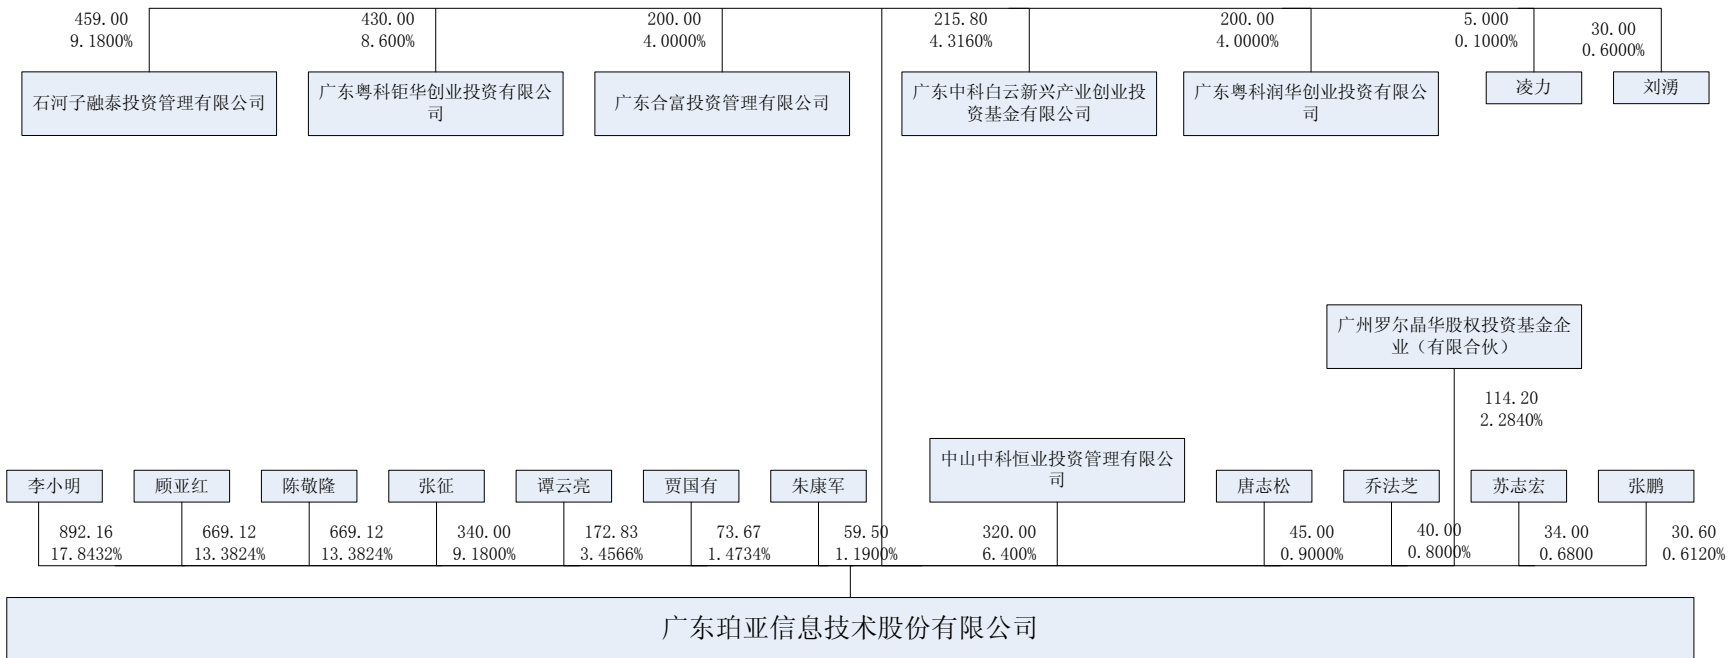 459.00
9.1800%
430.00
8.600%
200.00
4.0000%
215.80
4.3160%
200.00
4.0000%
5.000
0.1000%
30.00
0.6000%
石河子融泰投资管理有限公司
广东粤科钜华创业投资有限公
司
广东合富投资管理有限公司
广东中科白云新兴产业创业投
资基金有限公司
广东粤科润华创业投资有限公
司
凌力
刘湧
广州罗尔晶华股权投资基金企
业（有限合伙）
114.20
2.2840%
李小明
顾亚红
陈敬隆
张征
谭云亮
贾国有
朱康军
中山中科恒业投资管理有限公
司
唐志松
乔法芝
苏志宏
张鹏
892.16
17.8432%
669.12
13.3824%
669.12
13.3824%
340.00
9.1800%
172.83
3.4566%
73.67
1.4734%
59.50
1.1900%
320.00
6.400%
45.00
0.9000%
40.00
0.8000%
34.00
0.6800
30.60
0.6120%
广东珀亚信息技术股份有限公司